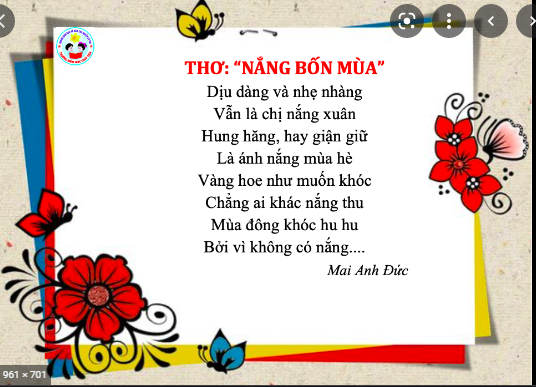 THƠ: “NẮNG BỐN MÙA”
Dịu dàng và nhẹ nhàng
Vẫn là chị nắng xuân
Hung hăng, hay giận giữ
Là ánh nắng mùa hè
Vàng hoe như muốn khóc
Chẳng ai khác nắng thu
Mùa đông khóc hu hu
Bởi vì không có nắng....
Mai Anh Đức
961 × 701